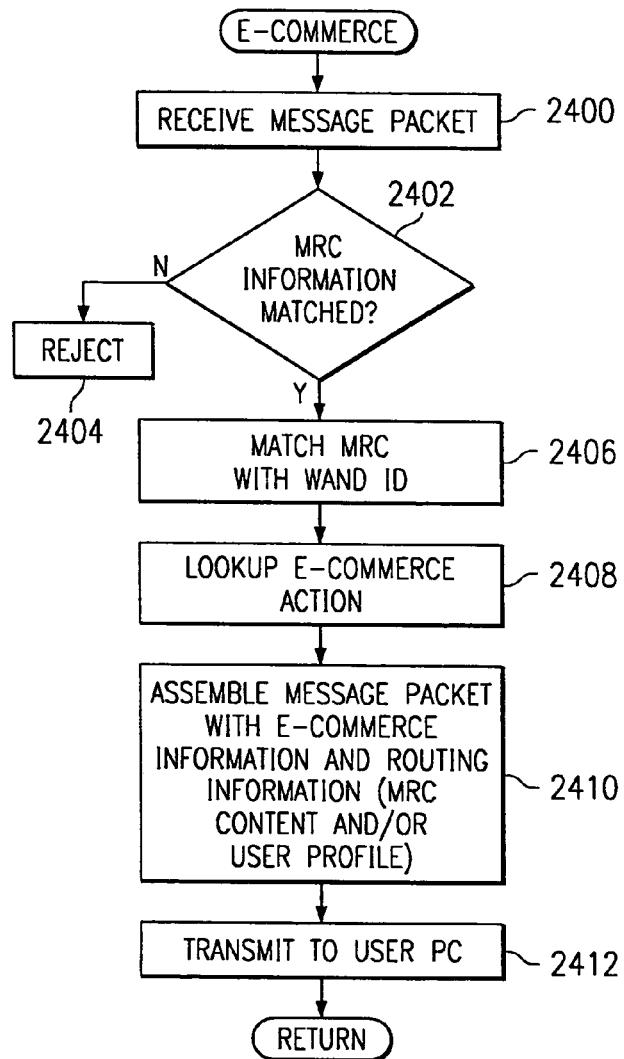 E-COMMERCE
RECEIVE MESSAGE PACKET
2400
2402
MRC
INFORMATION
MATCHED?
N
REJECT
2404
Y
MATCH MRC
WITH WAND ID
2406
LOOKUP E-COMMERCE
ACTION
2408
ASSEMBLE MESSAGE PACKET
WITH E-COMMERCE
INFORMATION AND ROUTING
INFORMATION (MRC
CONTENT AND/OR
USER PROFILE)
2410
TRANSMIT TO USER PC
2412
RETURN